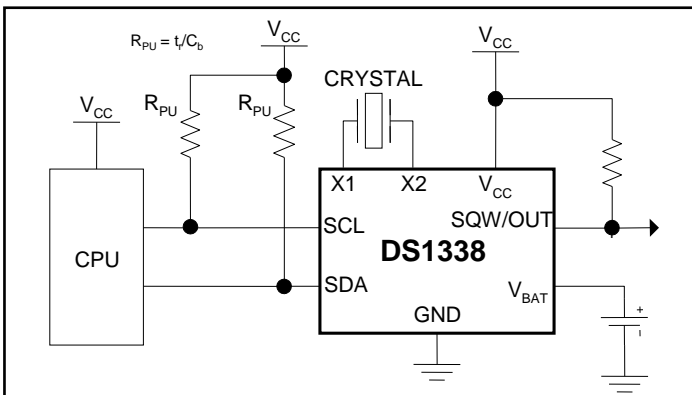 R_PU = t_r/C_b
V_CC
V_CC
V_CC
R_PU
R_PU
CRYSTAL
X1
X2
V_CC
SCL
SQW/OUT
CPU
DS1338
SDA
V_BAT
GND
+
-